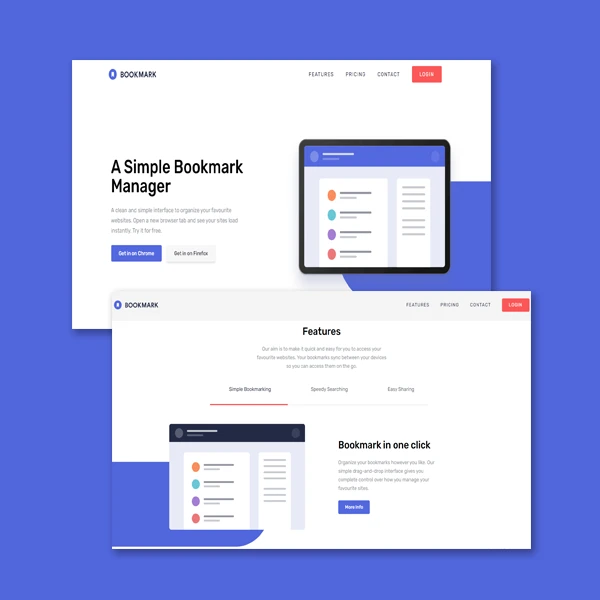 BOOKMARK
FEATURES PRICING CONTACT LOGIN
A Simple Bookmark
Manager
A clean and simple interface to organize your favourite
websites. Open a new browser tab and see your sites load
instantly. Try it for free.
Get in on Chrome Get in on Firefox
BOOKMARK
FEATURES PRICING CONTACT LOGIN
Features
Our aim is to make it quick and easy for you to access your
favourite websites. Your bookmarks sync between your devices
so you can access them on the go.
Simple Bookmarking Speedy Searching Easy Sharing
Bookmark in one click
Organize your bookmarks however you like. Our
simple drag-and-drop interface gives you
complete control over how you manage your
favourite sites.
More Info